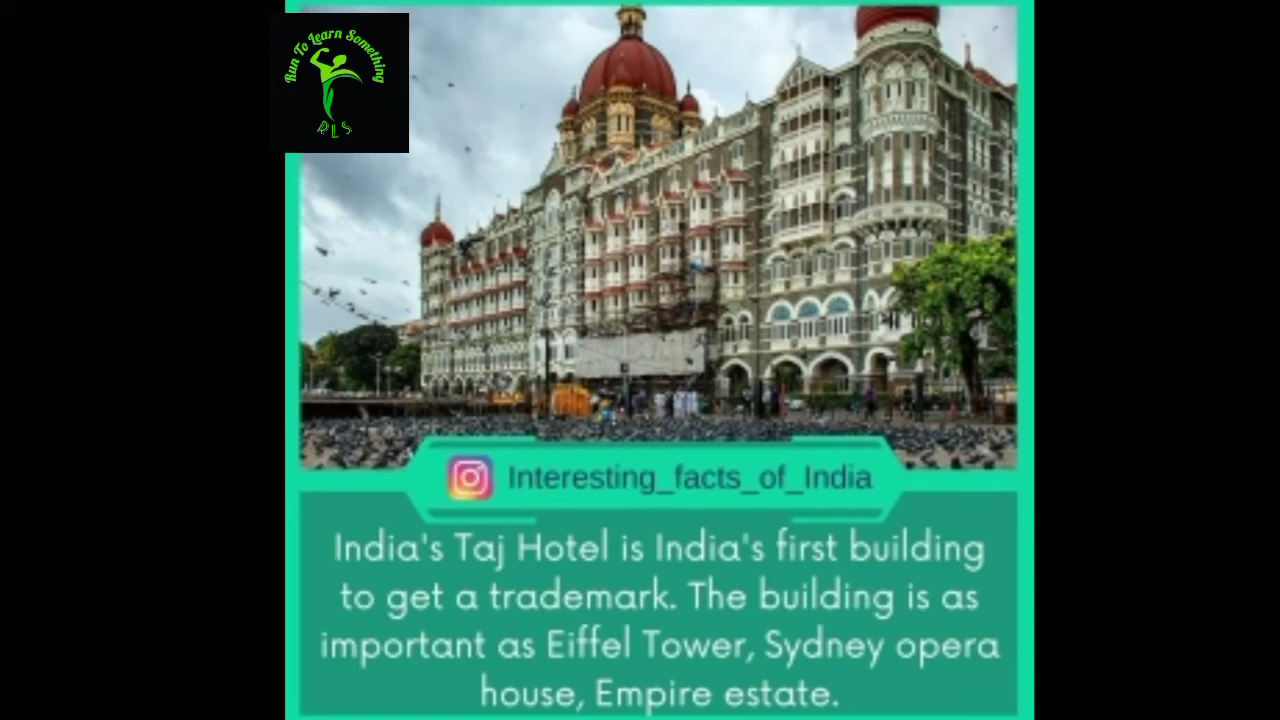 Run To Learn Something
RLS
Interesting_facts_of_India
India's Taj Hotel is India's first building
to get a trademark. The building is as
important as Eiffel Tower, Sydney opera
house, Empire estate.